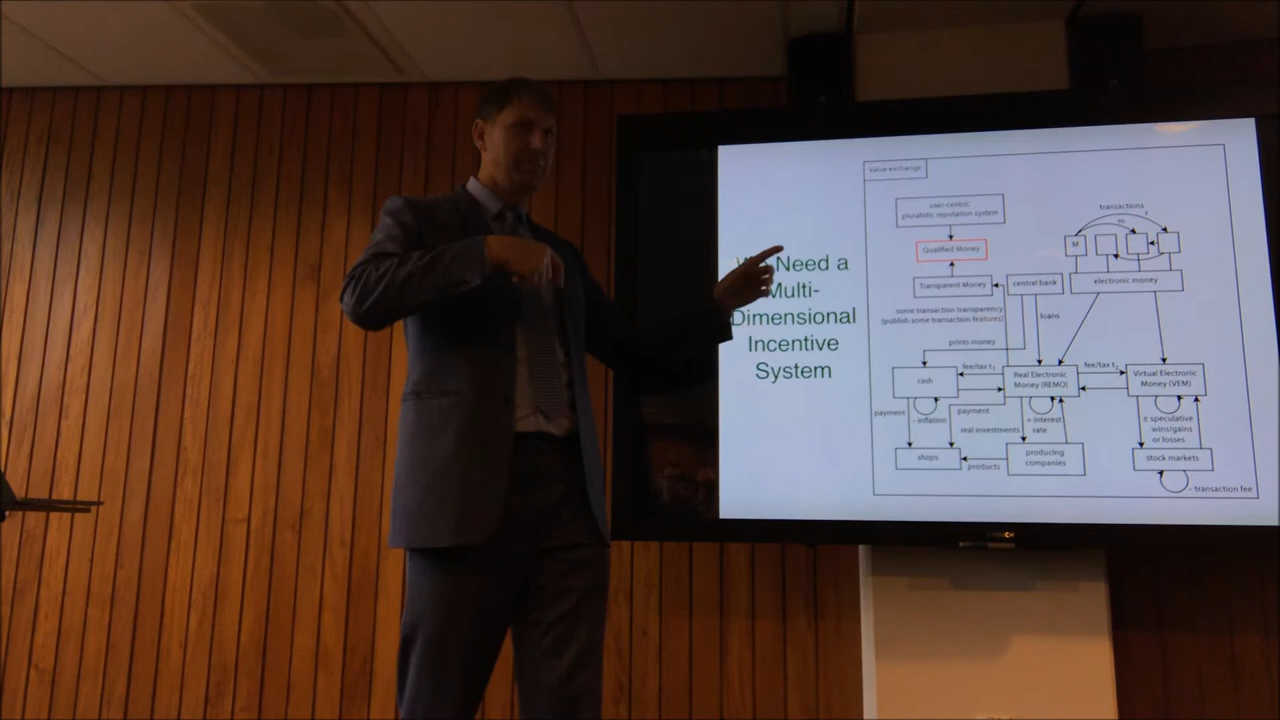 We Need a
Multi-
Dimensional
Incentive
System
Value exchange
user-centric
pluralistic reputation system
Qualified Money
Transparent Money
central bank
some transaction transparency
(publish some transaction features)
loans
prints money
transactions
m
M
electronic money
cash
fee/tax t₁
Real Electronic
Money (REMO)
fee/tax t₂
Virtual Electronic
Money (VEM)
payment
- inflation
payment
real investments
+ interest
rate
± speculative
wins/gains
or losses
shops
products
producing
companies
stock markets
- transaction fee